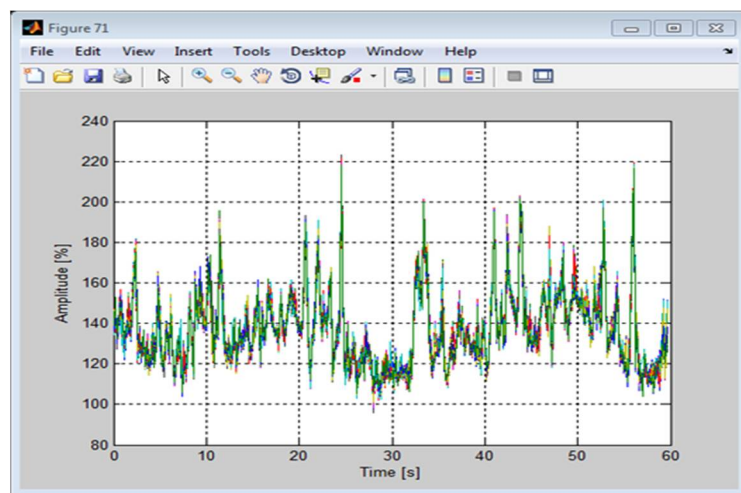 Figure 71
File Edit View Insert Tools Desktop Window Help
240
220
200
180
160
140
120
100
80
Amplitude [%]
0 10 20 30 40 50 60
Time [s]